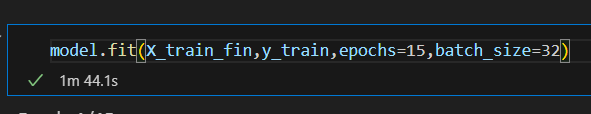 model.fit(X_train_fin,y_train,epochs=15,batch_size=32)
1m 44.1s